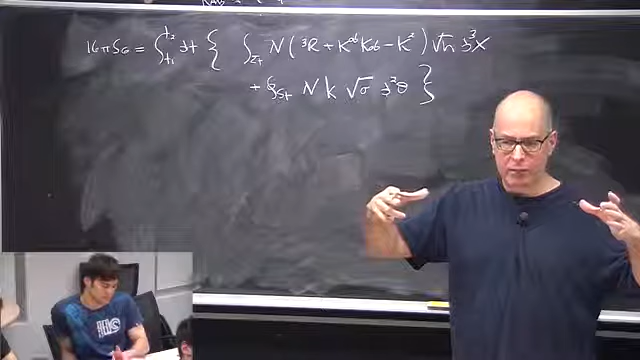 16πS_G = ∫_{t_1}^{t_2} dt { ∫_{Σ_t} N ( ³R + K^{ab} K_{ab} − K² ) √h d³x
+ ∮_{S_t} N k √σ d²θ }